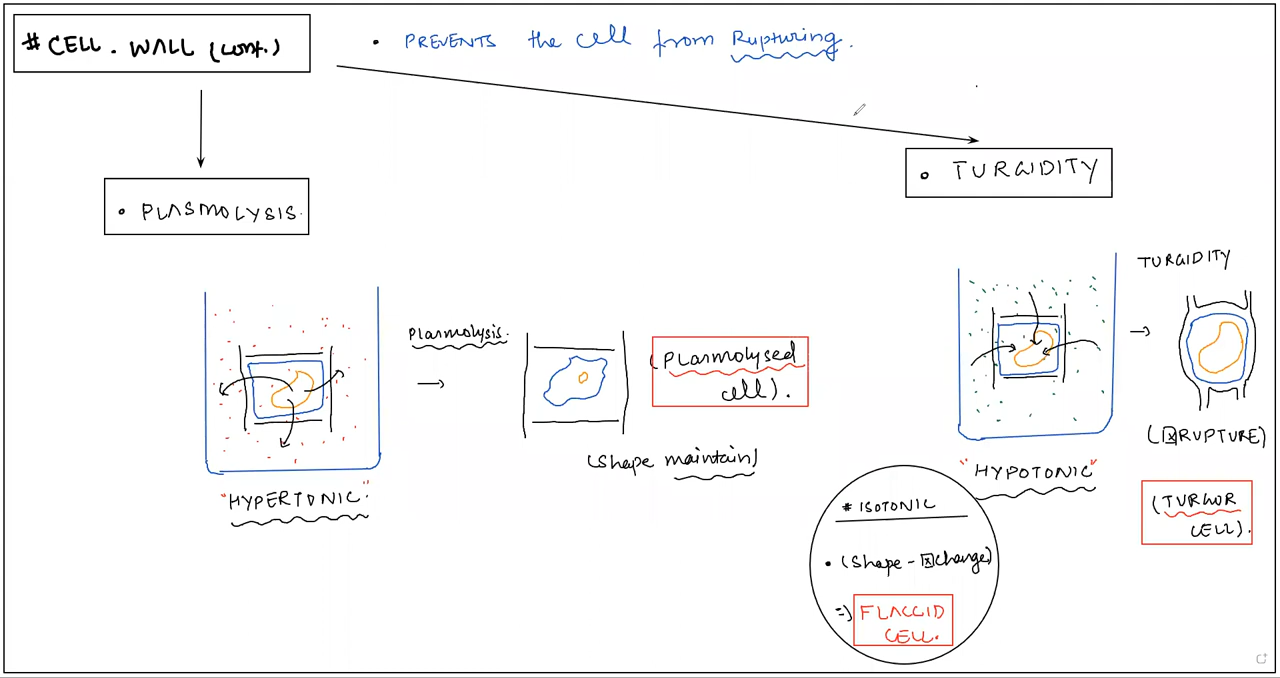 # CELL. WALL (cont.)
• PREVENTS the cell from Rupturing.
• PLASMOLYSIS.
• TURGIDITY
Plasmolysis.
(Plasmolysed
cell).
(Shape maintain)
"HYPERTONIC."
TURGIDITY
(☒RUPTURE)
"HYPOTONIC"
(TURGOR
CELL).
# ISOTONIC
• (Shape - ☒change)
=) FLACCID
CELL.